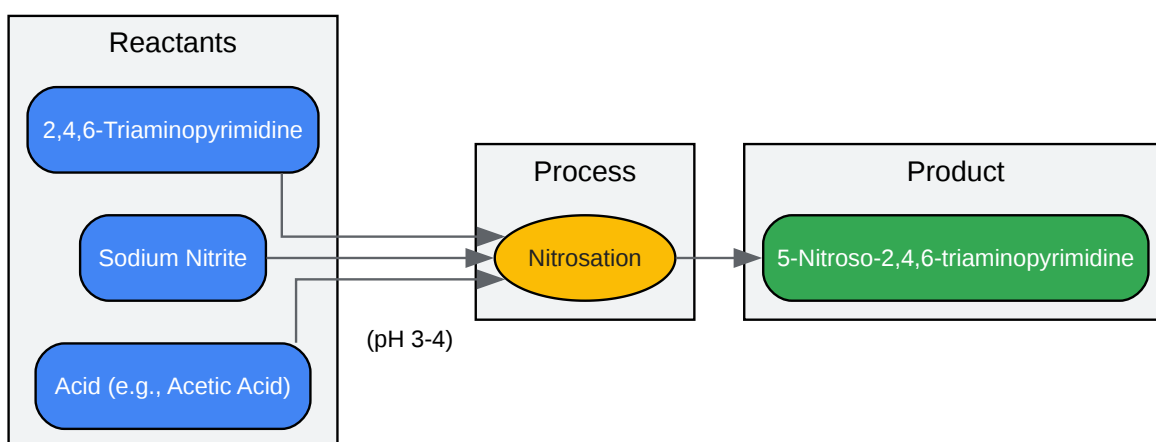 Reactants
2,4,6-Triaminopyrimidine
Sodium Nitrite
Acid (e.g., Acetic Acid)
(pH 3-4)
Process
Nitrosation
Product
5-Nitroso-2,4,6-triaminopyrimidine